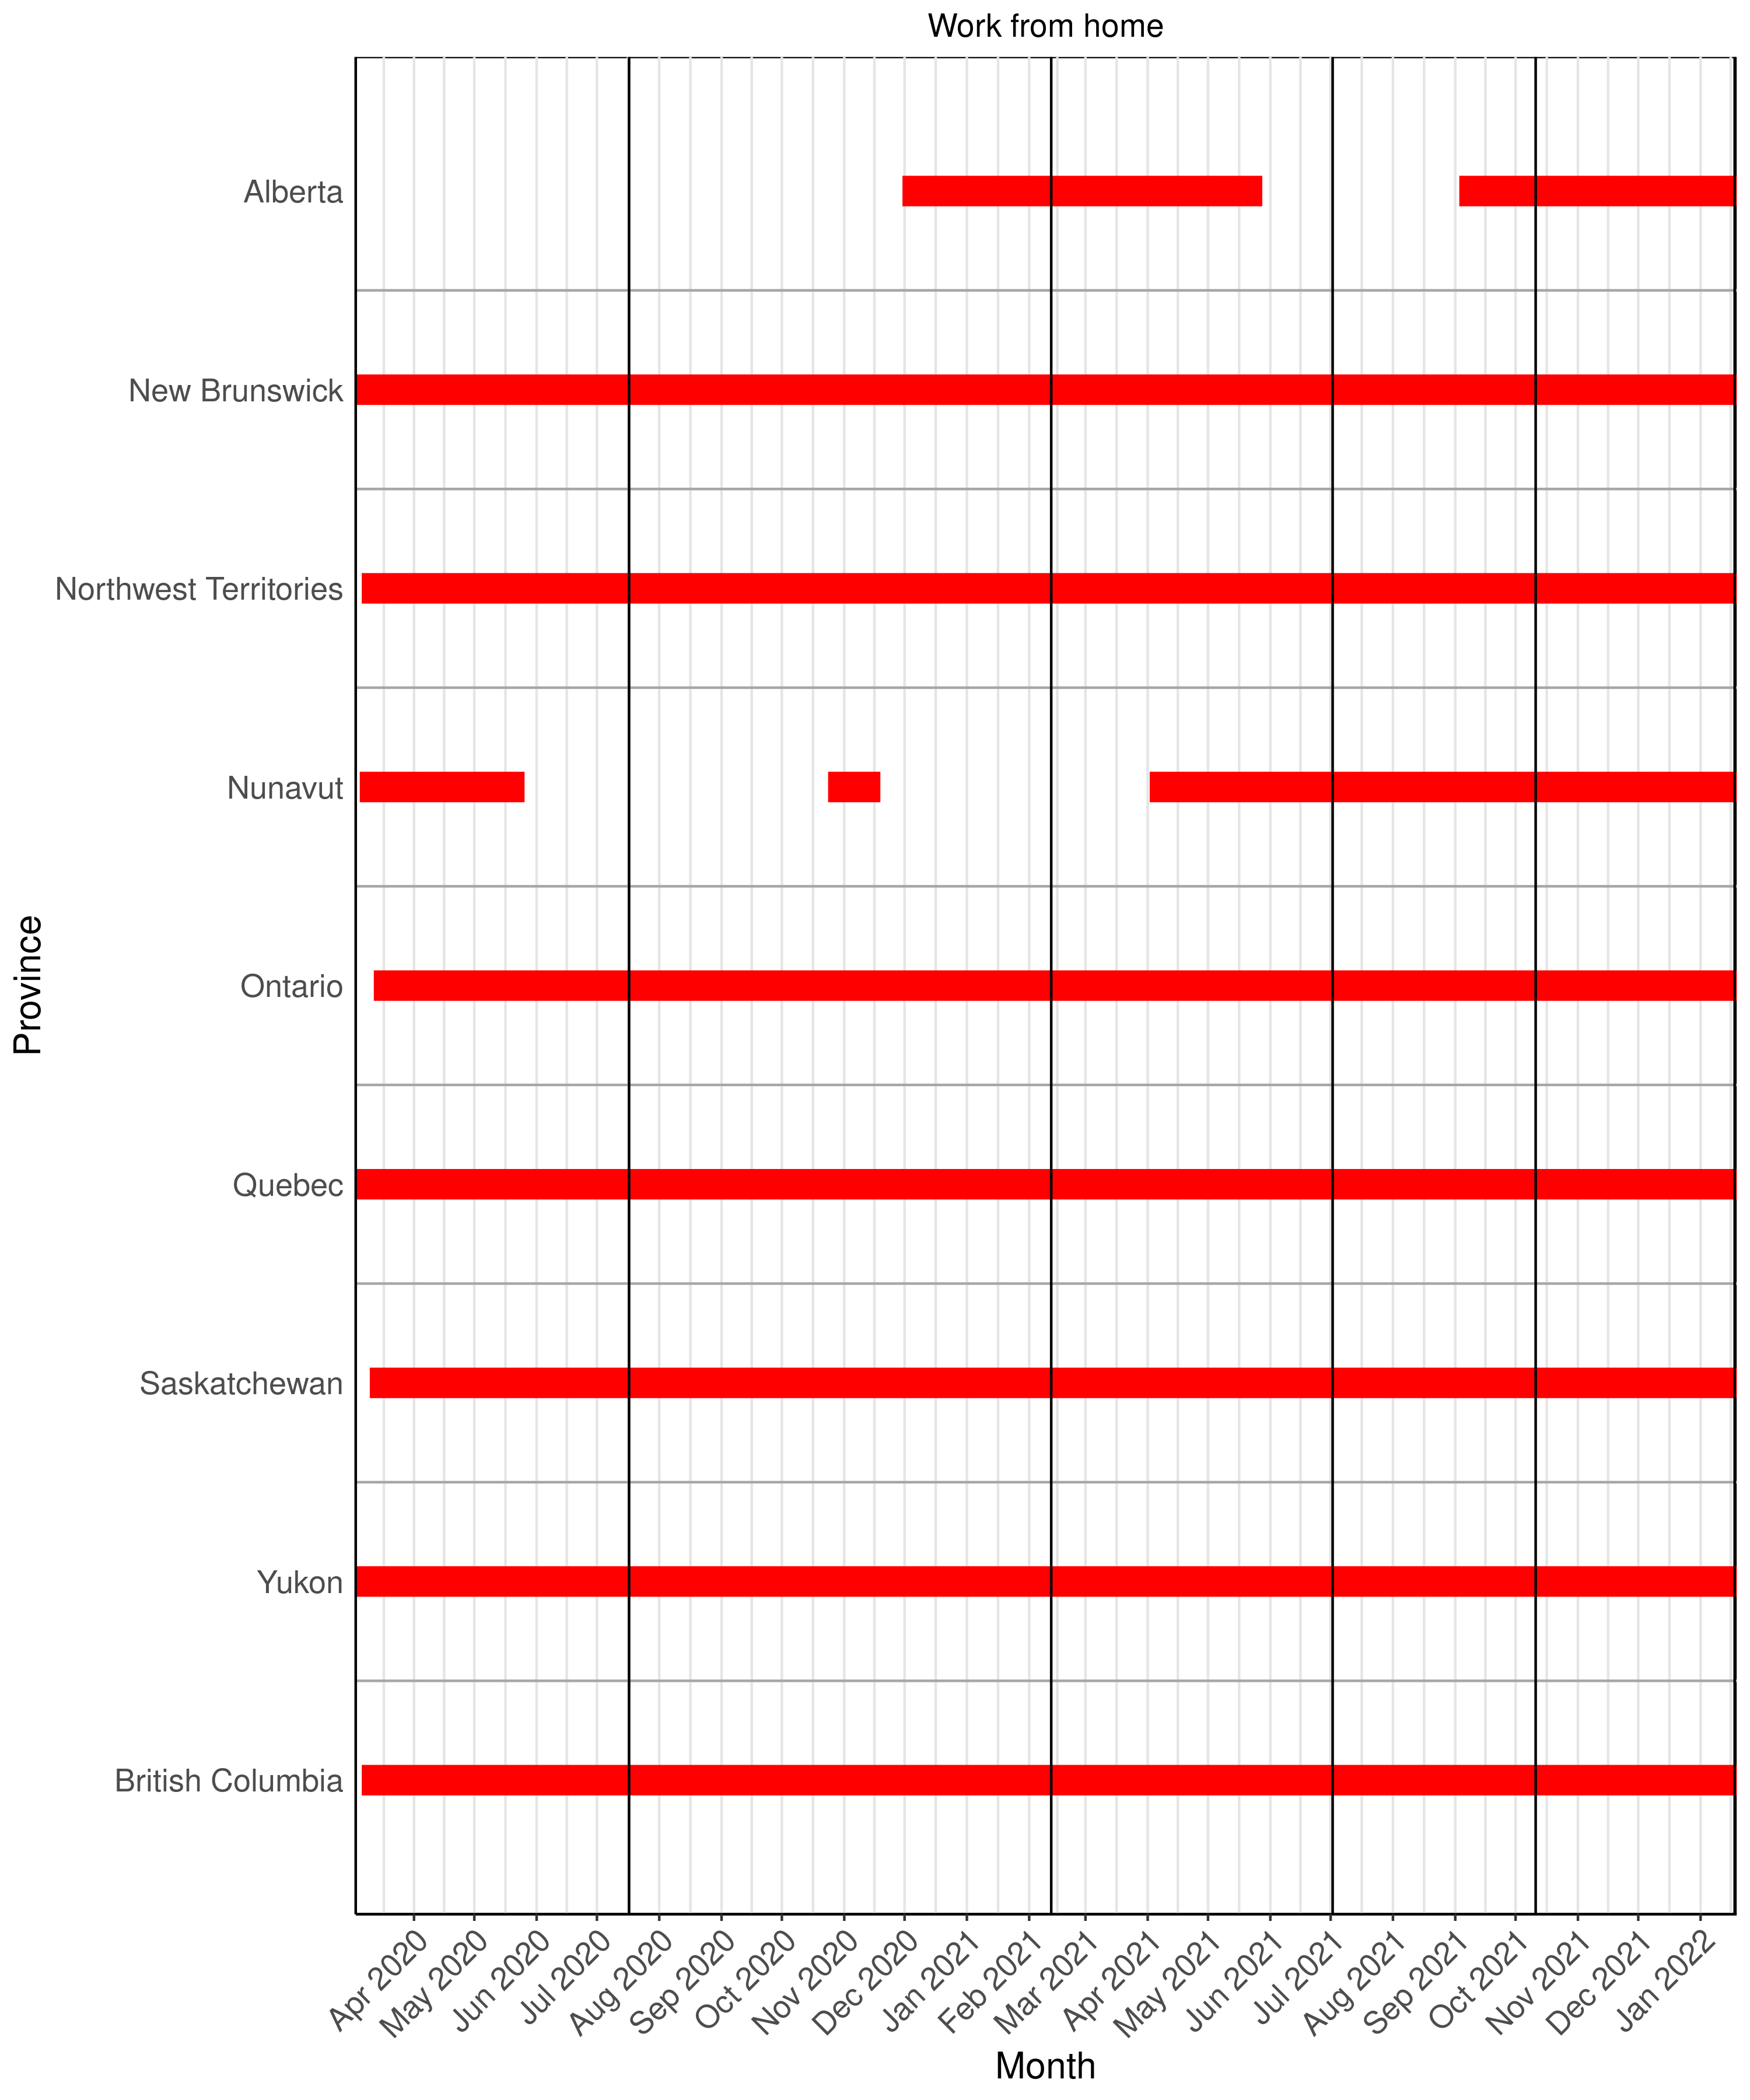 Work from home
Alberta
New Brunswick
Northwest Territories
Nunavut
Ontario
Quebec
Saskatchewan
Yukon
British Columbia
Province
Apr 2020
May 2020
Jun 2020
Jul 2020
Aug 2020
Sep 2020
Oct 2020
Nov 2020
Dec 2020
Jan 2021
Feb 2021
Mar 2021
Apr 2021
May 2021
Jun 2021
Jul 2021
Aug 2021
Sep 2021
Oct 2021
Nov 2021
Dec 2021
Jan 2022
Month